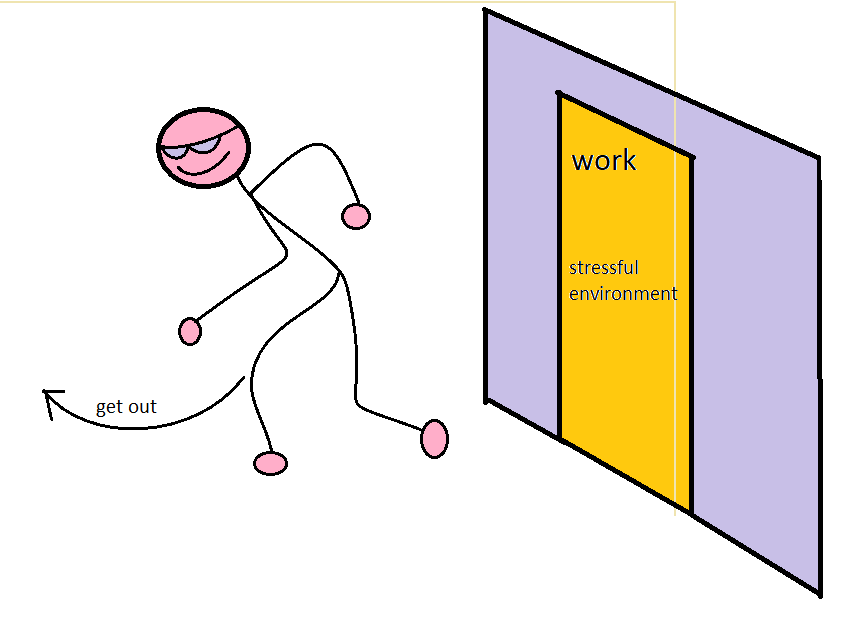 work
stressful
environment
get out